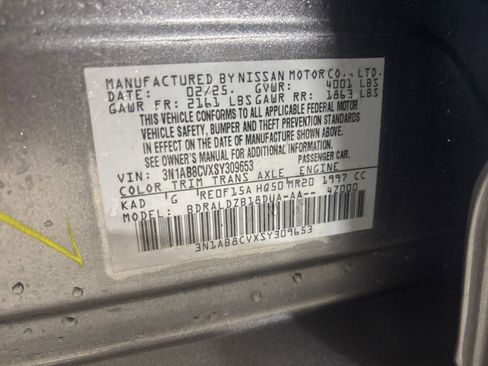 MANUFACTURED BY NISSAN MOTOR CO., LTD.
DATE: 02/25. GVWR: 4001 LBS
GAWR FR: 2161 LBS GAWR RR: 1863 LBS
THIS VEHICLE CONFORMS TO ALL APPLICABLE FEDERAL MOTOR
VEHICLE SAFETY, BUMPER AND THEFT PREVENTION STANDARDS
IN EFFECT ON THE DATE OF MANUFACTURE SHOWN ABOVE.
SEE OWNER'S MANUAL FOR ADDITIONAL INFORMATION.
VIN: 3N1AB8CVXSY309653 PASSENGER CAR.
COLOR TRIM TRANS AXLE ENGINE
KAD G RE0F15A HQ50 MR20 1997 CC
MODEL: BDRALDZB18DUA-AA-- 47000
3N1AB8CVXSY309653